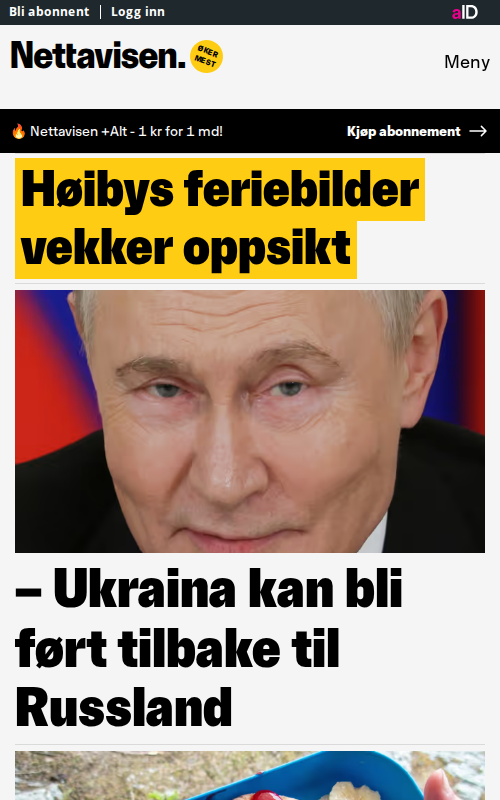 Bli abonnent
Logg inn
aID
Nettavisen.
ØKER
MEST
Meny
🔥 Nettavisen +Alt - 1 kr for 1 md!
Kjøp abonnement →
Høibys feriebilder
vekker oppsikt
– Ukraina kan bli
ført tilbake til
Russland